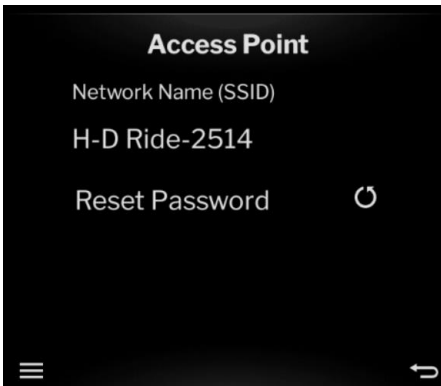 Access Point
Network Name (SSID)
H-D Ride-2514
Reset Password